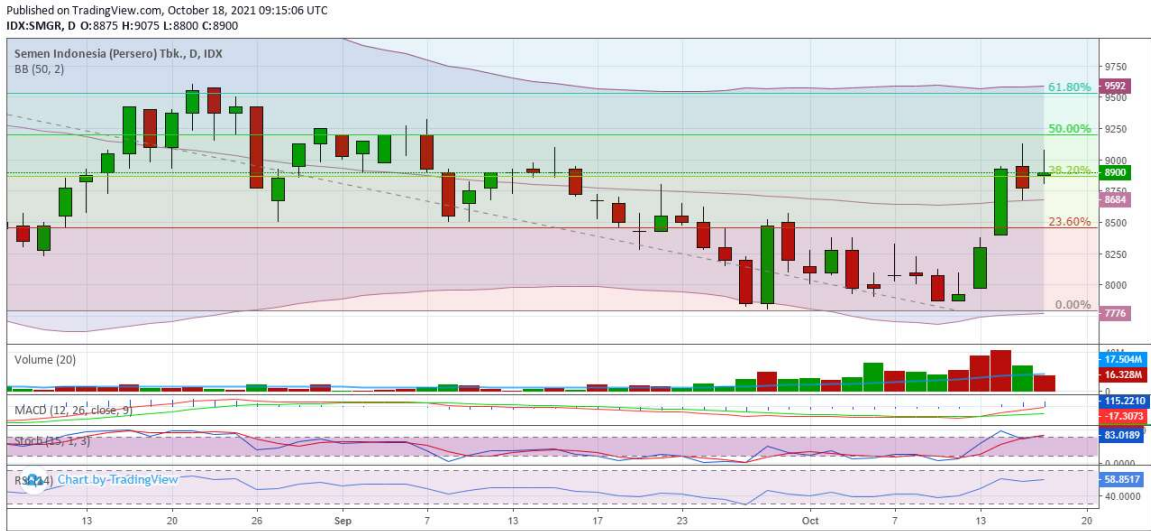 Published on TradingView.com, October 18, 2021 09:15:06 UTC
IDX:SMGR, D O:8875 H:9075 L:8800 C:8900
Semen Indonesia (Persero) Tbk., D, IDX
BB (50, 2)
9750
61.80%
9592
9500
50.00%
9250
9000
38.20%
8900
8750
8684
8500
23.60%
8250
8000
0.00%
7776
Volume (20)
17.504M
16.328M
0
MACD (12, 26, close, 9)
115.2210
-17.3073
Stoch (15, 1, 3)
83.0189
0.0000
Chart by TradingView
58.8517
40.0000
13 20 26 Sep 7 13 17 23 Oct 7 13 20